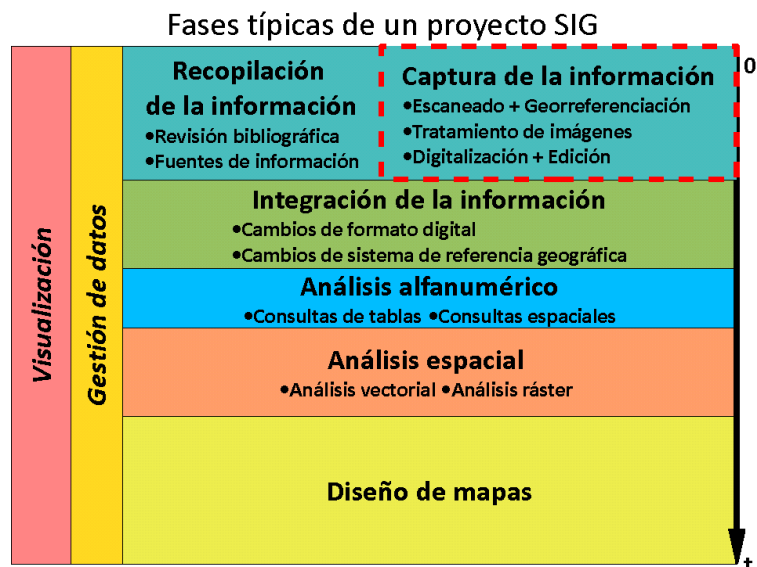 Fases típicas de un proyecto SIG
Visualización
Gestión de datos
Recopilación
de la información
•Revisión bibliográfica
•Fuentes de información
Captura de la información
•Escaneado + Georreferenciación
•Tratamiento de imágenes
•Digitalización + Edición
0
Integración de la información
•Cambios de formato digital
•Cambios de sistema de referencia geográfica
Análisis alfanumérico
•Consultas de tablas •Consultas espaciales
Análisis espacial
•Análisis vectorial •Análisis ráster
Diseño de mapas
t